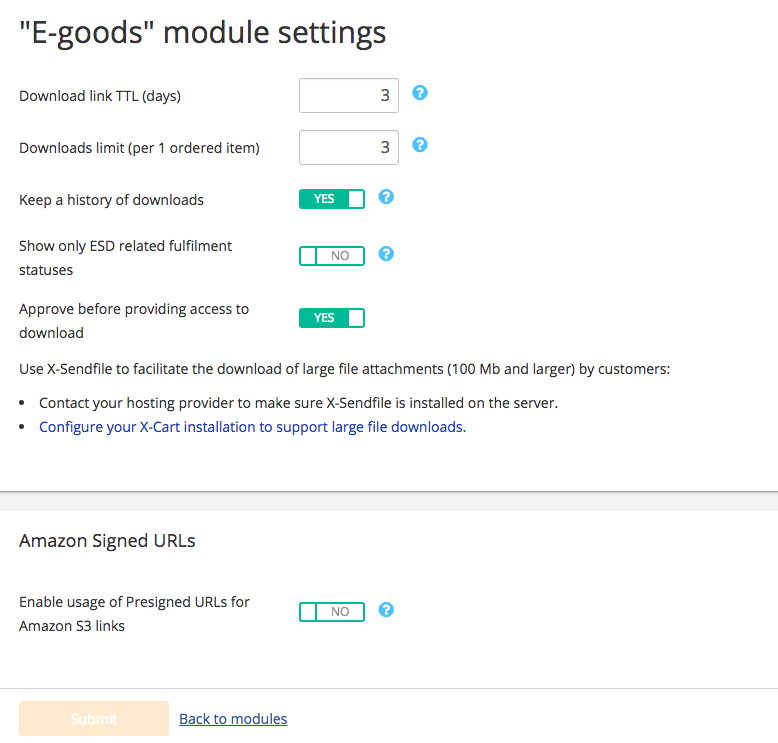 "E-goods" module settings
Download link TTL (days)
3
?
Downloads limit (per 1 ordered item)
3
?
Keep a history of downloads
YES
?
Show only ESD related fulfilment
statuses
NO
?
Approve before providing access to
download
YES
Use X-Sendfile to facilitate the download of large file attachments (100 Mb and larger) by customers:
• Contact your hosting provider to make sure X-Sendfile is installed on the server.
• Configure your X-Cart installation to support large file downloads.
Amazon Signed URLs
Enable usage of Presigned URLs for
Amazon S3 links
NO
?
Submit
Back to modules